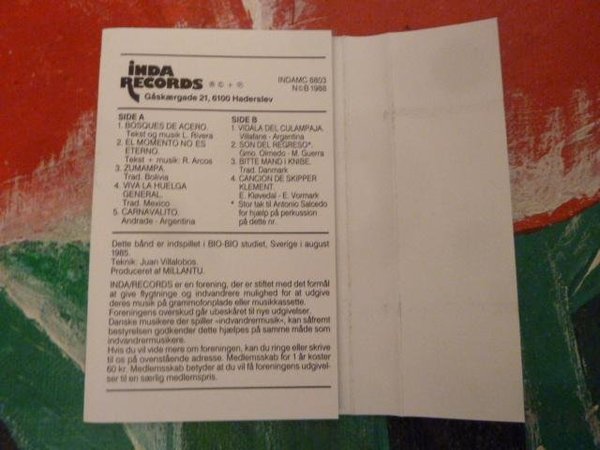 inDA
RECORDS ® © + ℗
INDAMC 8803
N©B 1988
Gåskærgade 21, 6100 Haderslev
SIDE A
1. BOSQUES DE ACERO.
Tekst og musik L. Rivera
2. EL MOMENTO NO ES
ETERNO.
Tekst + musik: R. Arcos
3. ZUMAMPA.
Trad. Bolivia
4. VIVA LA HUELGA
GENERAL.
Trad. Mexico
5. CARNAVALITO.
Andrade - Argentina
SIDE B
1. VIDALA DEL CULAMPAJA.
Villafane - Argentina
2. SON DEL REGRESO*.
Gmo. Olmedo - M. Guerra
3. BITTE MAND I KNIBE.
Trad. Danmark
4. CANCION DE SKIPPER
KLEMENT.
E. Klevedal - E. Vormark
* Stor tak til Antonio Salcedo
for hjælp på perkussion
på dette nr.
Dette bånd er indspillet i BIO-BIO studiet, Sverige i august
1985.
Teknik: Juan Villalobos.
Produceret af MILLANTU.
INDA/RECORDS er en forening, der er stiftet med det formål
at give flygtninge og indvandrere mulighed for at udgive
deres musik på grammofonplade eller musikkassette.
Foreningens overskud går ubeskåret til nye udgivelser.
Danske musikere der spiller »indvandrermusik«, kan såfremt
bestyrelsen godkender dette hjælpes på samme måde som
indvandrermusikere.
Hvis du vil vide mere om foreningen, kan du ringe eller skrive
til os på ovenstående adresse. Medlemsskab for 1 år koster
60 kr. Medlemsskab betyder at du vil få foreningens udgivel-
ser til en særlig medlemspris.